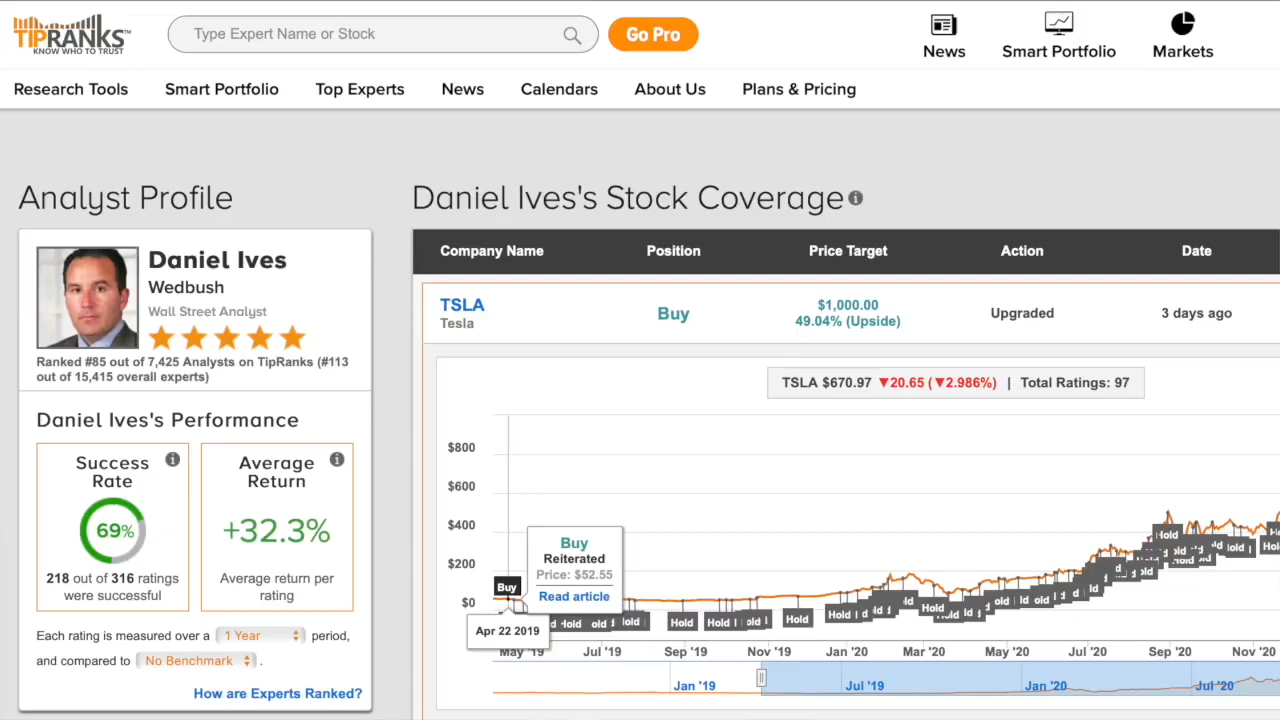 TIPRANKS™
KNOW WHO TO TRUST
Type Expert Name or Stock
Go Pro
News
Smart Portfolio
Markets
Research Tools
Smart Portfolio
Top Experts
News
Calendars
About Us
Plans & Pricing
Analyst Profile
Daniel Ives
Wedbush
Wall Street Analyst
Ranked #85 out of 7,425 Analysts on TipRanks (#113
out of 15,415 overall experts)
Daniel Ives's Performance
Success
Rate
69%
218 out of 316 ratings
were successful
Average
Return
+32.3%
Average return per
rating
Each rating is measured over a 1 Year period,
and compared to No Benchmark .
How are Experts Ranked?
Daniel Ives's Stock Coverage
Company Name Position Price Target Action Date
TSLA
Tesla
Buy
$1,000.00
49.04% (Upside)
Upgraded
3 days ago
TSLA $670.97 ▼20.65 (▼2.986%) | Total Ratings: 97
$800
$600
$400
$200
$0
Buy
Reiterated
Price: $52.55
Read article
Buy
Apr 22 2019
Hold Hold Hold Hold Hold Hold Hold Hold Hold Hold
May '19 Jul '19 Sep '19 Nov '19 Jan '20 Mar '20 May '20 Jul '20 Sep '20 Nov '20
Jan '19 Jul '19 Jan '20 Jul '20